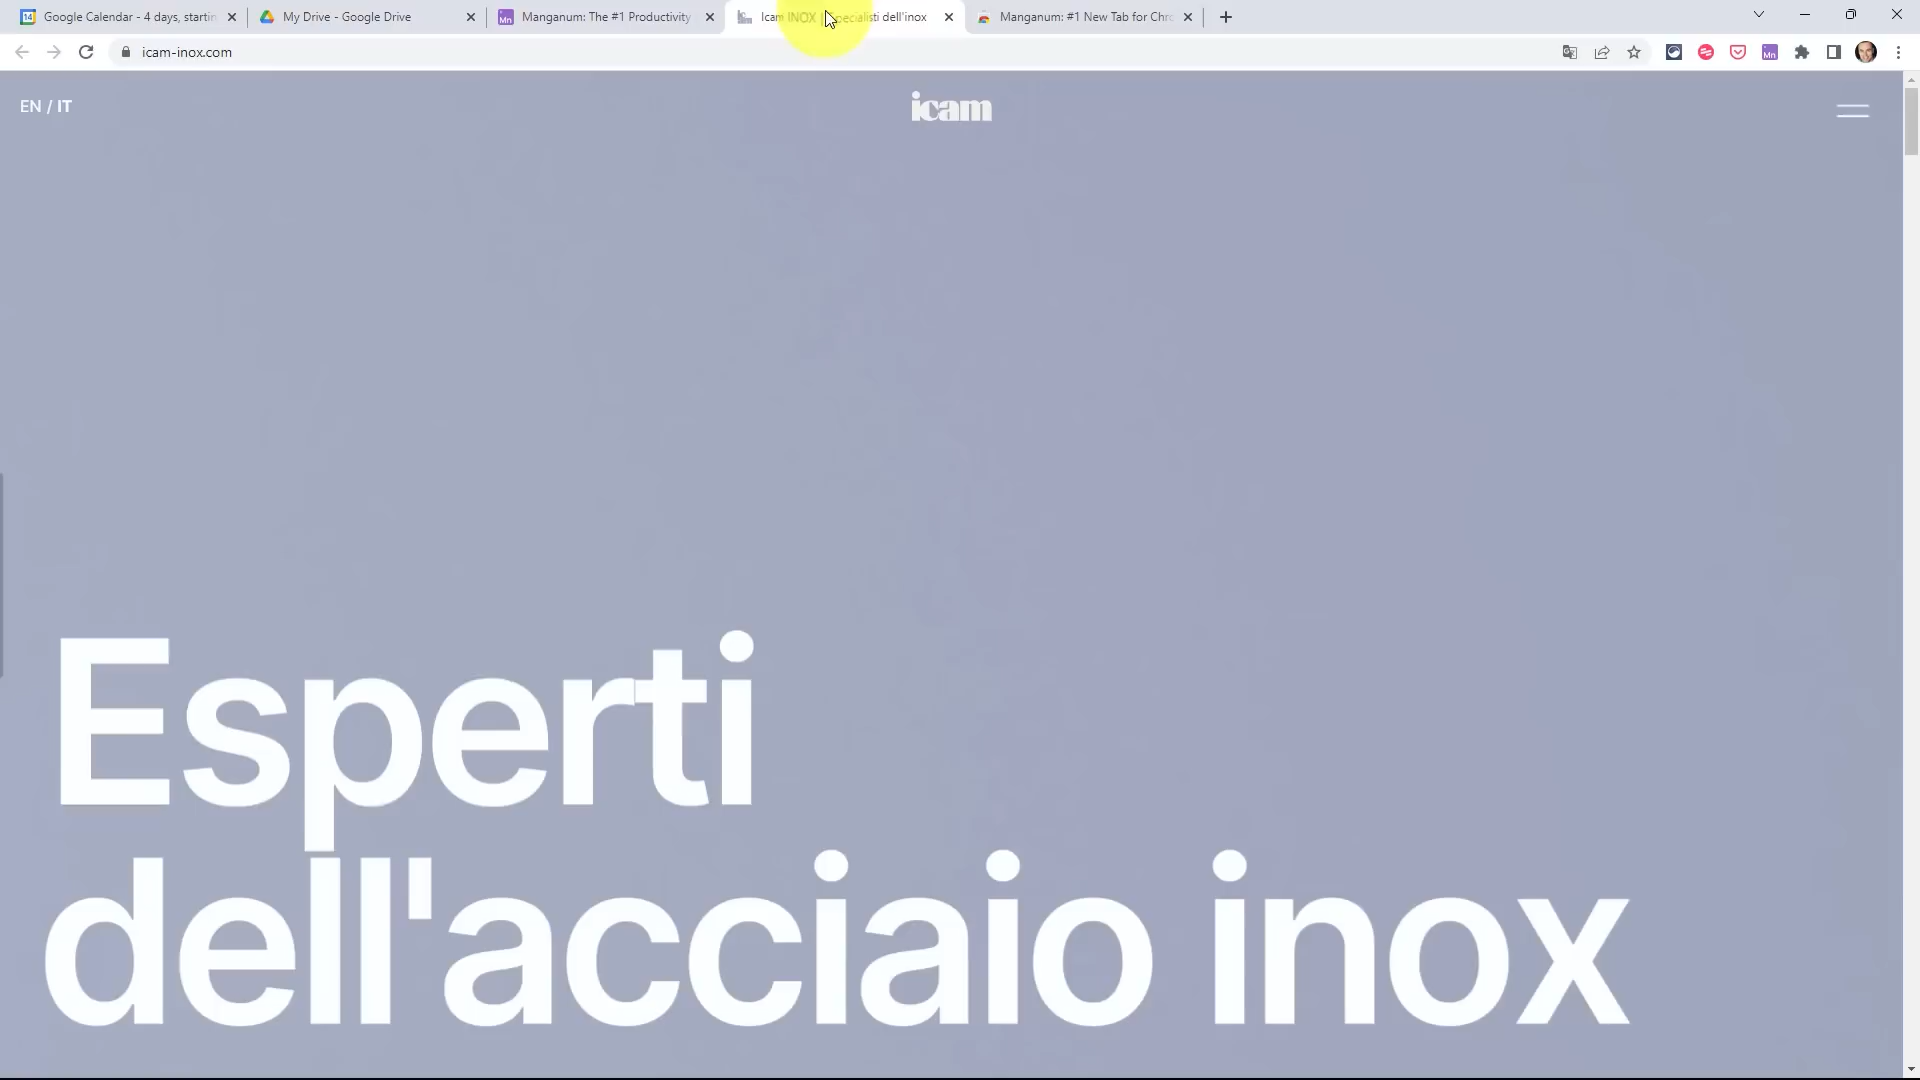 Google Calendar - 4 days, startin
My Drive - Google Drive
Manganum: The #1 Productivity
Icam INOX | Specialisti dell'inox
Manganum: #1 New Tab for Chr
icam-inox.com
EN / IT
icam
Esperti
dell'acciaio inox